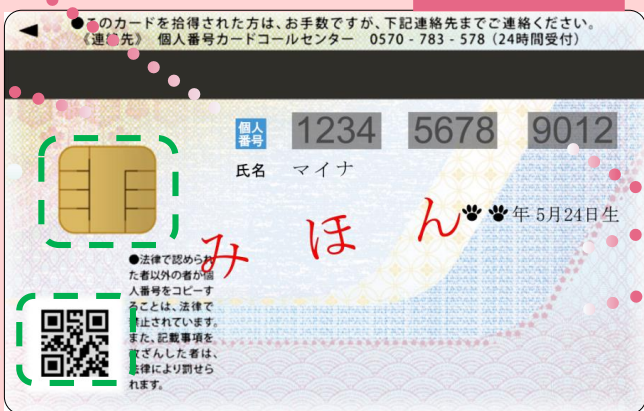 ●このカードを拾得された方は、お手数ですが、下記連絡先までご連絡ください。
《連絡先》 個人番号カードコールセンター 0570-783-578(24時間受付)
個人番号 1234 5678 9012
氏名 マイナ
年 5月24日生
みほん
●法律で認められ
た者以外の者が個
人番号をコピーす
ることは、法律で
禁止されています。
また、記載事項を
改ざんした者は、
法律により罰せら
れます。